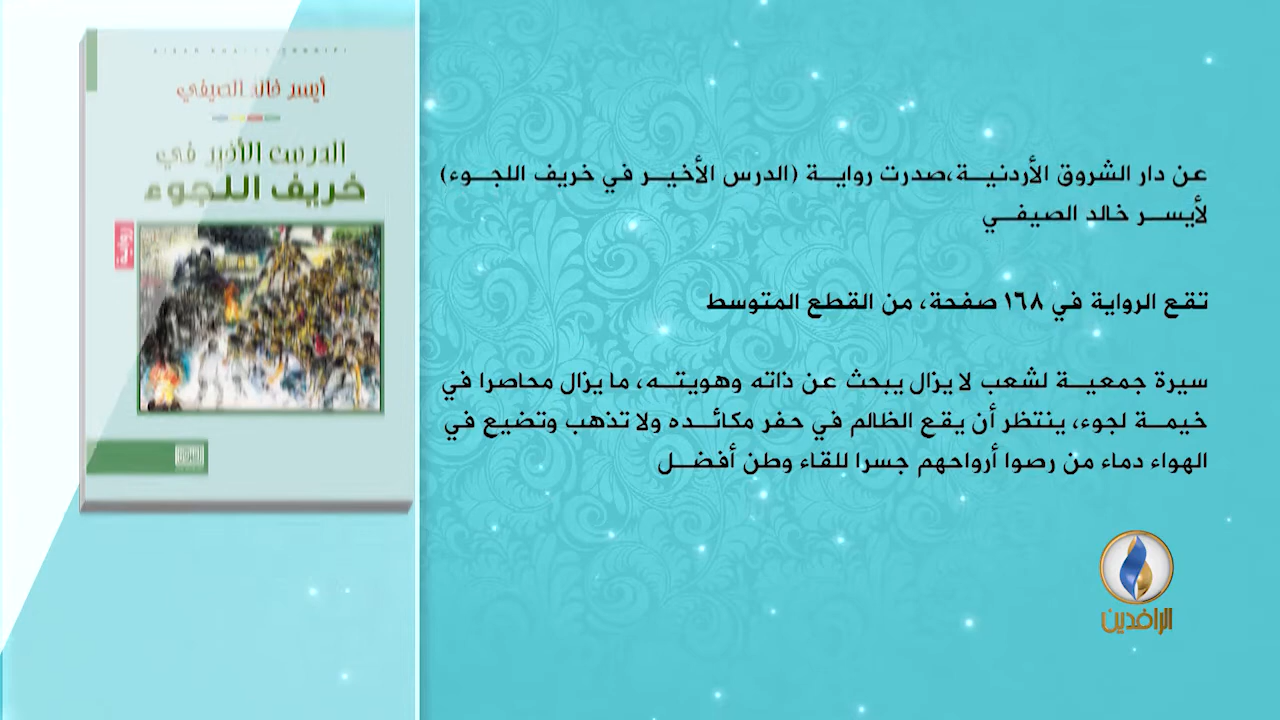 أيسر خالد الصيفي
الدرس الأخير في
خريف اللجوء
رواية
عن دار الشروق الأردنية،صدرت رواية (الدرس الأخير في خريف اللجوء)
لأيسر خالد الصيفي
تقع الرواية في ١٦٨ صفحة، من القطع المتوسط
سيرة جمعية لشعب لا يزال يبحث عن ذاته وهويته، ما يزال محاصرا في
خيمة لجوء، ينتظر أن يقع الظالم في حفر مكائده ولا تذهب وتضيع في
الهواء دماء من رصوا أرواحهم جسرا للقاء وطن أفضل
الرافدين